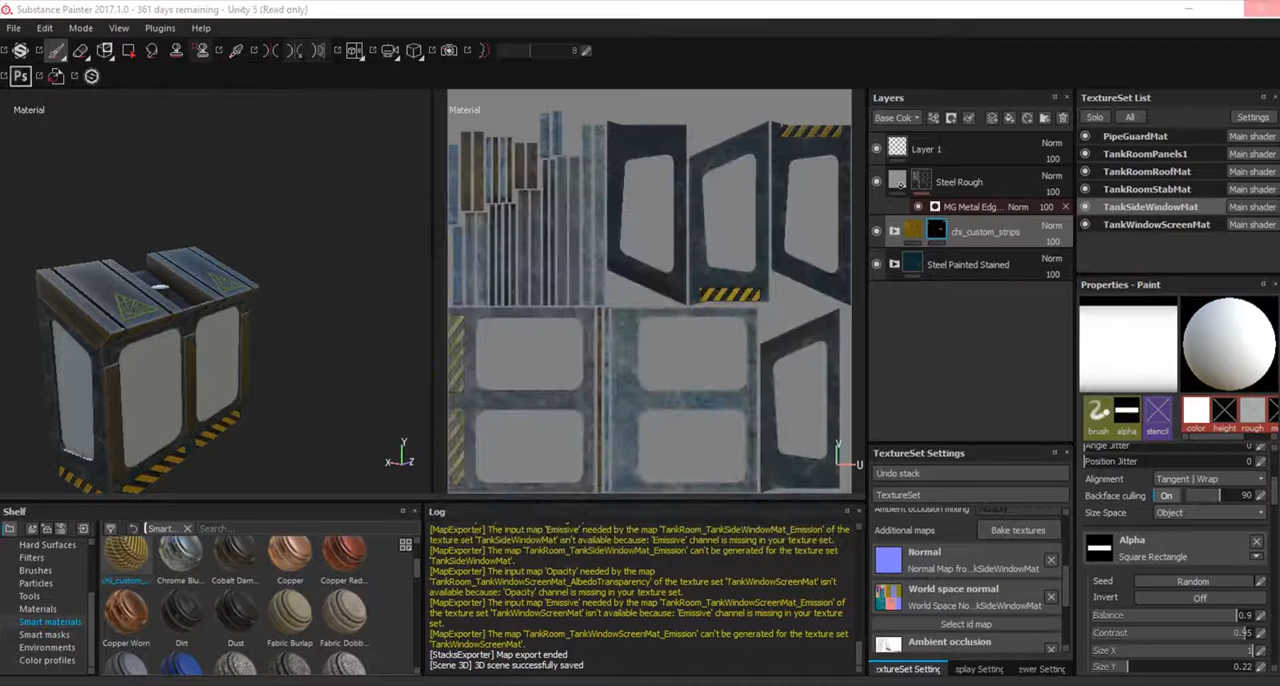 Substance Painter 2017.1.0 - 361 days remaining - Unity 5 (Read only)
File Edit Mode View Plugins Help
8
Ps
Material
Material
Y
X Z
V
U
Layers
Base Col
Layer 1
Norm
100
Steel Rough
Norm
100
MG Metal Edg... Norm 100
chi_custom_strips
Norm
100
Steel Painted Stained
Norm
100
TextureSet List
Solo All Settings
PipeGuardMat Main shader
TankRoomPanels1 Main shader
TankRoomRoofMat Main shader
TankRoomStabMat Main shader
TankSideWindowMat Main shader
TankWindowScreenMat Main shader
Properties - Paint
brush alpha stencil color height rough m
Angle Jitter 0
Position Jitter 0
Alignment Tangent | Wrap
Backface culling On 90
Size Space Object
Alpha
Square Rectangle
Seed Random
Invert Off
Balance 0.9
Contrast 0.95
Size X 1
Size Y 0.22
TextureSet Settings
Undo stack
TextureSet
Additional maps Bake textures
Normal
Normal Map fro...kSideWindowMat
World space normal
World Space No...kSideWindowMat
Select id map
Ambient occlusion
TextureSet Setting splay Setting ewer Setting
Shelf
Smart... Search...
Hard Surfaces
Filters
Brushes
Particles
Tools
Materials
Smart materials
Smart masks
Environments
Color profiles
chi_custom_... Chrome Blu... Cobalt Dam... Copper Copper Red...
Copper Worn Dirt Dust Fabric Burlap Fabric Dobb...
Log
[MapExporter] The input map 'Emissive' needed by the map 'TankRoom_TankSideWindowMat_Emission' of the
texture set 'TankSideWindowMat' isn't available because: 'Emissive' channel is missing in your texture set.
[MapExporter] The map 'TankRoom_TankSideWindowMat_Emission' can't be generated for the texture set
'TankSideWindowMat'.
[MapExporter] The input map 'Opacity' needed by the map
'TankRoom_TankWindowScreenMat_AlbedoTransparency' of the texture set 'TankWindowScreenMat' isn't
available because: 'Opacity' channel is missing in your texture set.
[MapExporter] The input map 'Emissive' needed by the map 'TankRoom_TankWindowScreenMat_Emission' of the
texture set 'TankWindowScreenMat' isn't available because: 'Emissive' channel is missing in your texture
set.
[MapExporter] The map 'TankRoom_TankWindowScreenMat_Emission' can't be generated for the texture set
'TankWindowScreenMat'.
[StacksExporter] Map export ended
[Scene 3D] 3D scene successfully saved